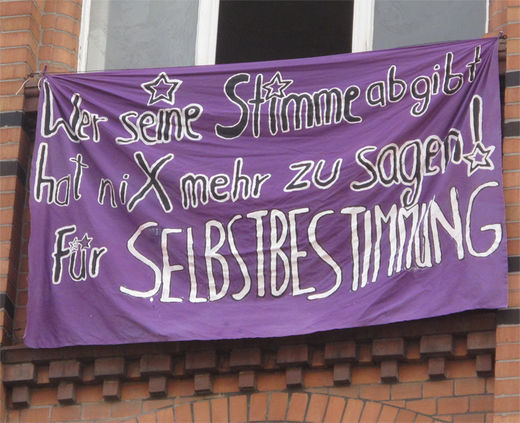 Wer seine Stimme abgibt
hat niX mehr zu sagen!
Für SELBSTBESTIMMUNG